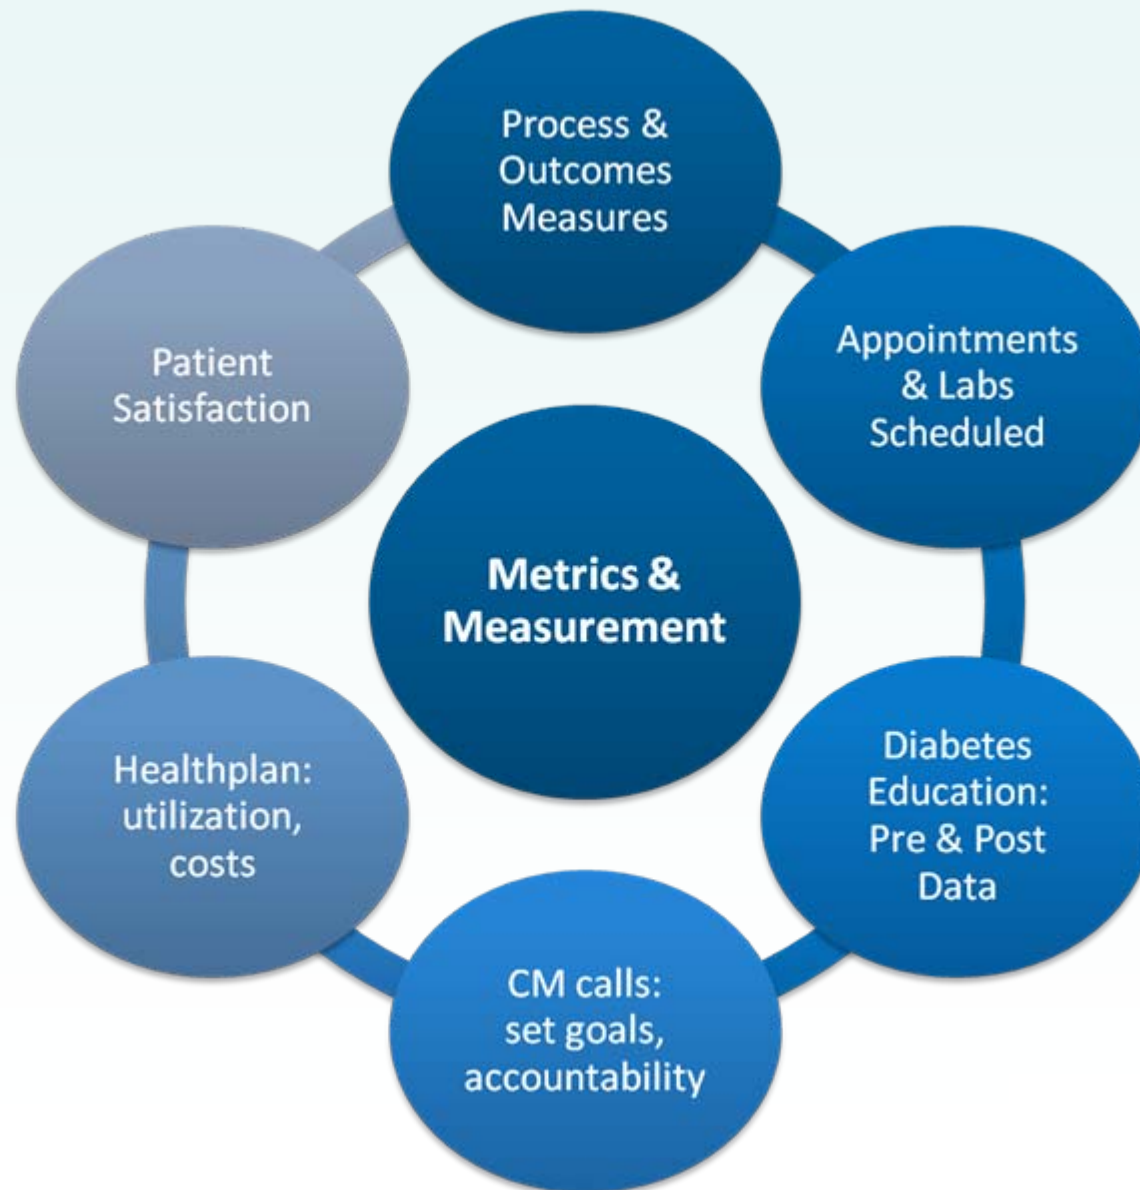 Process &
Outcomes
Measures
Appointments
& Labs
Scheduled
Diabetes
Education:
Pre & Post
Data
CM calls:
set goals,
accountability
Healthplan:
utilization,
costs
Patient
Satisfaction
Metrics &
Measurement